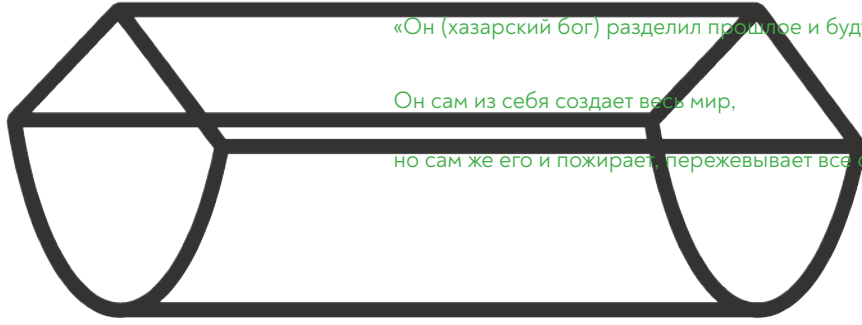 «Он (хазарский бог) разделил прошлое и буд
Он сам из себя создает весь мир,
но сам же его и пожирает, пережевывает все с